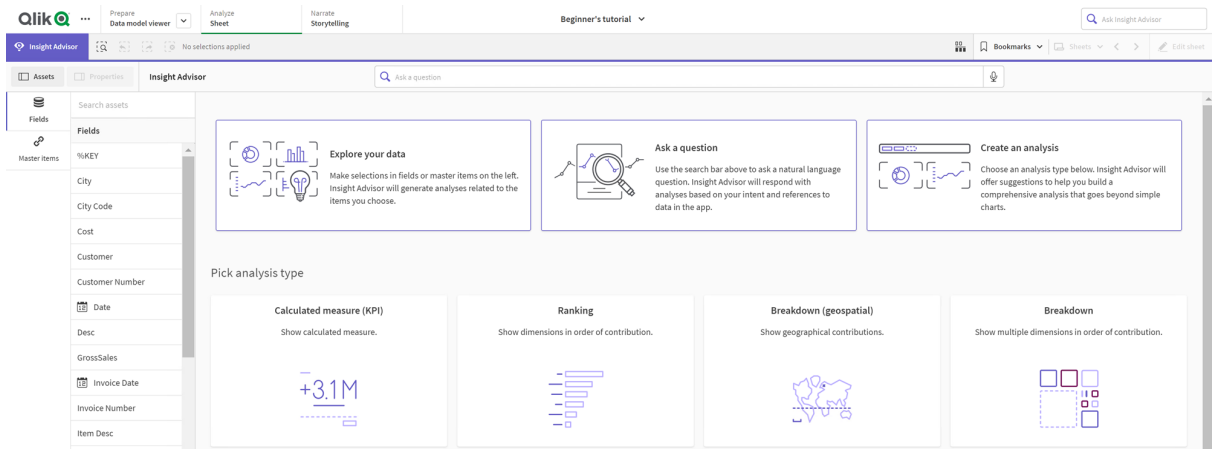 Qlik
Prepare
Data model viewer
Analyze
Sheet
Narrate
Storytelling
Beginner's tutorial
Ask Insight Advisor
Insight Advisor
No selections applied
Bookmarks
Sheets
Edit sheet
Assets
Properties
Insight Advisor
Ask a question
Fields
Master items
Search assets
Fields
%KEY
City
City Code
Cost
Customer
Customer Number
Date
Desc
GrossSales
Invoice Date
Invoice Number
Item Desc
Explore your data
Make selections in fields or master items on the left.
Insight Advisor will generate analyses related to the
items you choose.
Ask a question
Use the search bar above to ask a natural language
question. Insight Advisor will respond with
analyses based on your intent and references to
data in the app.
Create an analysis
Choose an analysis type below. Insight Advisor will
offer suggestions to help you build a
comprehensive analysis that goes beyond simple
charts.
Pick analysis type
Calculated measure (KPI)
Show calculated measure.
+3.1M
Ranking
Show dimensions in order of contribution.
Breakdown (geospatial)
Show geographical contributions.
Breakdown
Show multiple dimensions in order of contribution.